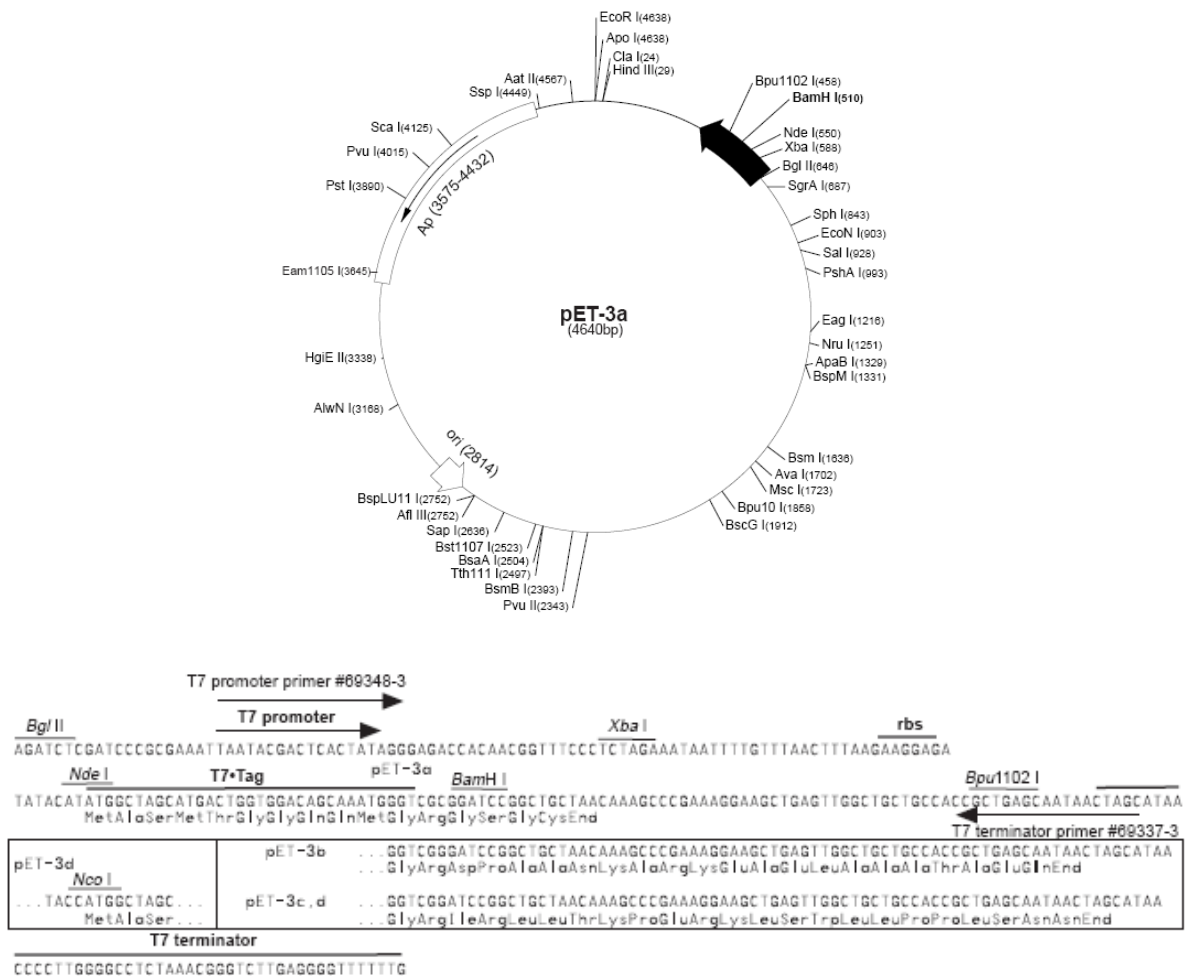 EcoR I(4638)
Apo I(4638)
Cla I(24)
Hind III(29)
Aat II(4567)
Ssp I(4449)
Bpu1102 I(458)
BamH I(510)
Sca I(4125)
Nde I(550)
Pvu I(4015)
Xba I(588)
Bgl II(646)
Pst I(3890)
SgrA I(687)
Ap (3575-4432)
Sph I(843)
EcoN I(903)
Sal I(928)
Eam1105 I(3645)
PshA I(993)
pET-3a
(4640bp)
Eag I(1216)
HgiE II(3338)
Nru I(1251)
ApaB I(1329)
BspM I(1331)
AlwN I(3168)
ori (2814)
Bsm I(1636)
Ava I(1702)
Msc I(1723)
BspLU11 I(2752)
Bpu10 I(1858)
Afl III(2752)
BscG I(1912)
Sap I(2636)
Bst1107 I(2523)
BsaA I(2504)
Tth111 I(2497)
BsmB I(2393)
Pvu II(2343)
T7 promoter primer #69348-3
Bgl II T7 promoter Xba I rbs
AGATCTCGATCCCGCGAAATTAATACGACTCACTATAGGGAGACCACAACGGTTTCCCTCTAGAAATAATTTTGTTTAACTTTAAGAAGGAGA
Nde I T7•Tag pET-3a BamH I Bpu1102 I
TATACATATGGCTAGCATGACTGGTGGACAGCAAATGGGTCGCGGATCCGGCTGCTAACAAAGCCCGAAAGGAAGCTGAGTTGGCTGCTGCCACCGCTGAGCAATAACTAGCATAA
MetAlaSerMetThrGlyGlyGlnGlnMetGlyArgGlySerGlyCysEnd
T7 terminator primer #69337-3
pET-3d
Nco I
...TACCATGGCTAGC...
MetAlaSer...
pET-3b ...GGTCGGGATCCGGCTGCTAACAAAGCCCGAAAGGAAGCTGAGTTGGCTGCTGCCACCGCTGAGCAATAACTAGCATAA
...GlyArgAspProAlaAlaAsnLysAlaArgLysGluAlaGluLeuAlaAlaAlaThrAlaGluGlnEnd
pET-3c,d ...GGTCGGATCCGGCTGCTAACAAAGCCCGAAAGGAAGCTGAGTTGGCTGCTGCCACCGCTGAGCAATAACTAGCATAA
...GlyArgIleArgLeuLeuThrLysProGluArgLysLeuSerTrpLeuLeuProProLeuSerAsnAsnEnd
T7 terminator
CCCCTTGGGGCCTCTAAACGGGTCTTGAGGGGTTTTTTG